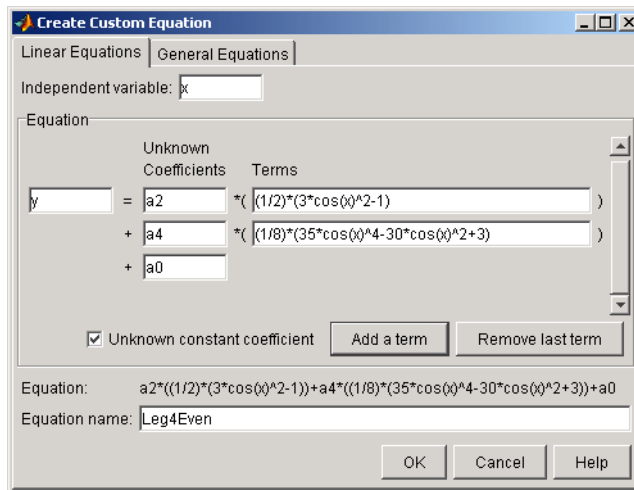 Create Custom Equation
Linear Equations General Equations
Independent variable: x
Equation
Unknown
Coefficients Terms
y = a2 *( (1/2)*(3*cos(x)^2-1) )
+ a4 *( (1/8)*(35*cos(x)^4-30*cos(x)^2+3) )
+ a0
Unknown constant coefficient Add a term Remove last term
Equation: a2*((1/2)*(3*cos(x)^2-1))+a4*((1/8)*(35*cos(x)^4-30*cos(x)^2+3))+a0
Equation name: Leg4Even
OK Cancel Help